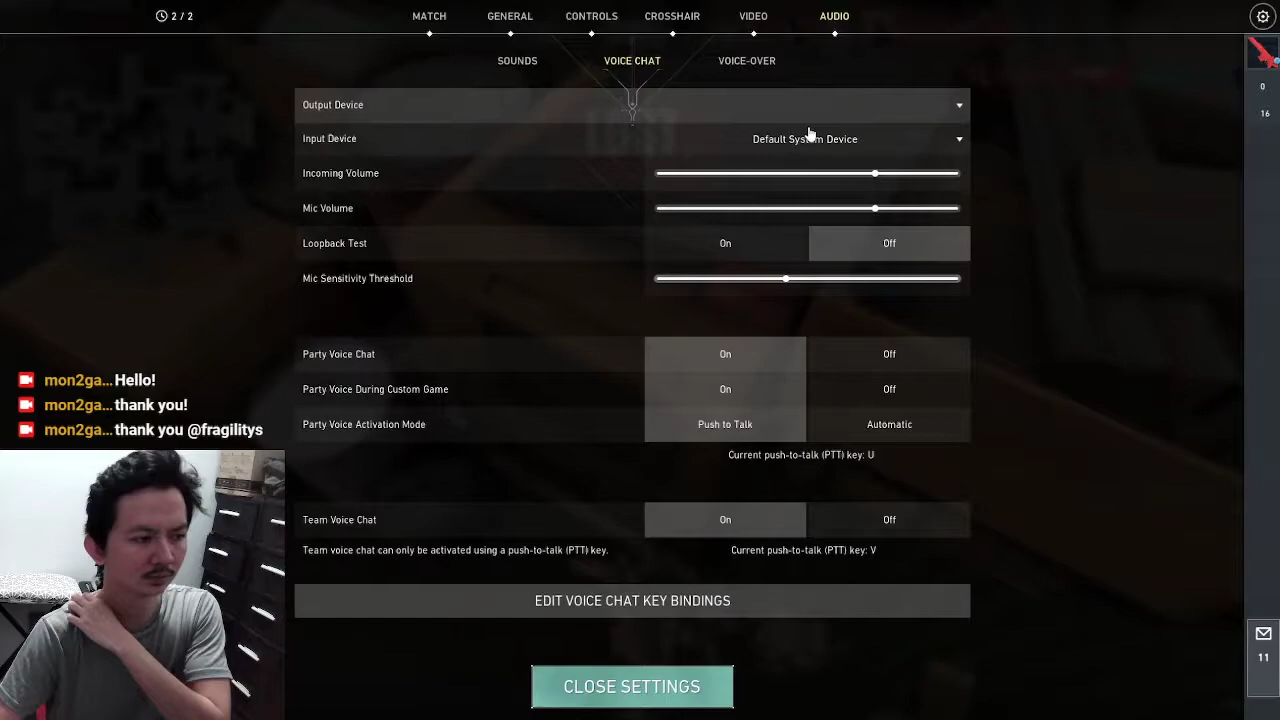 2 / 2
MATCH
GENERAL
CONTROLS
CROSSHAIR
VIDEO
AUDIO
SOUNDS
VOICE CHAT
VOICE-OVER
Output Device
Input Device
Default System Device
Incoming Volume
Mic Volume
Loopback Test
On
Off
Mic Sensitivity Threshold
Party Voice Chat
On
Off
Party Voice During Custom Game
On
Off
Party Voice Activation Mode
Push to Talk
Automatic
Current push-to-talk (PTT) key: U
Team Voice Chat
On
Off
Team voice chat can only be activated using a push-to-talk (PTT) key.
Current push-to-talk (PTT) key: V
EDIT VOICE CHAT KEY BINDINGS
CLOSE SETTINGS
mon2ga... Hello!
mon2ga... thank you!
mon2ga... thank you @fragilitys
0
16
11